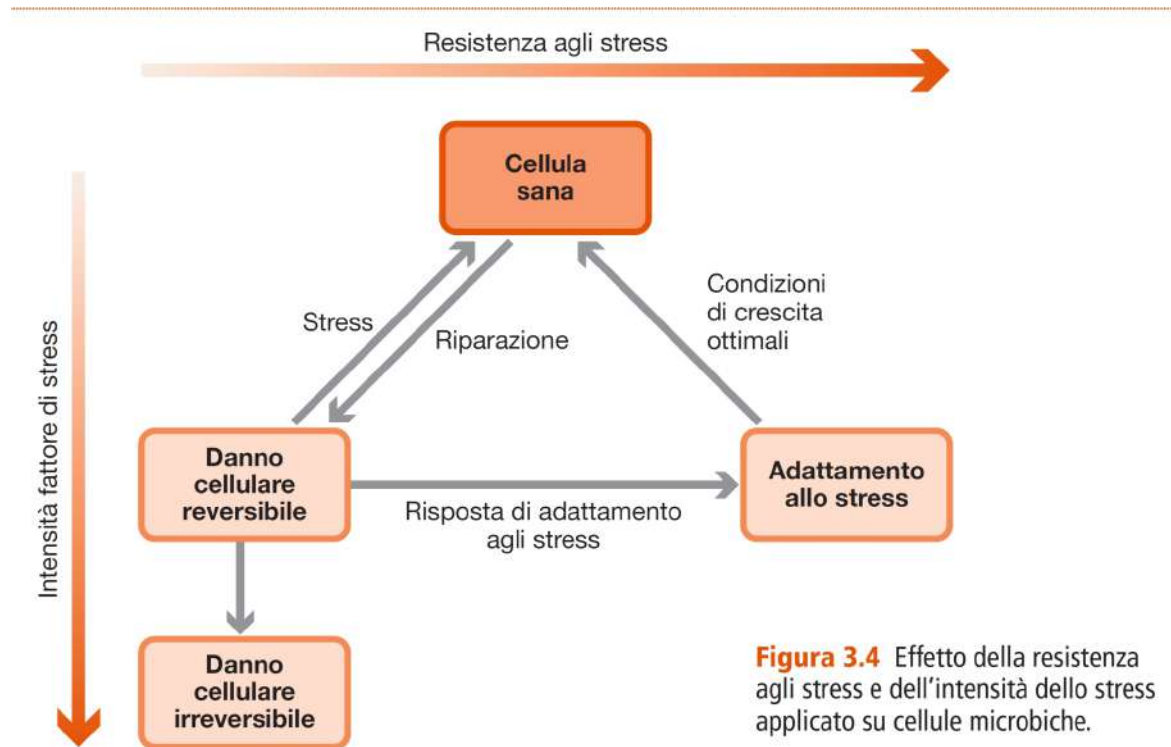 Resistenza agli stress
Cellula
sana
Intensità fattore di stress
Stress
Riparazione
Condizioni
di crescita
ottimali
Danno
cellulare
reversibile
Risposta di adattamento
agli stress
Adattamento
allo stress
Danno
cellulare
irreversibile
Figura 3.4 Effetto della resistenza
agli stress e dell'intensità dello stress
applicato su cellule microbiche.